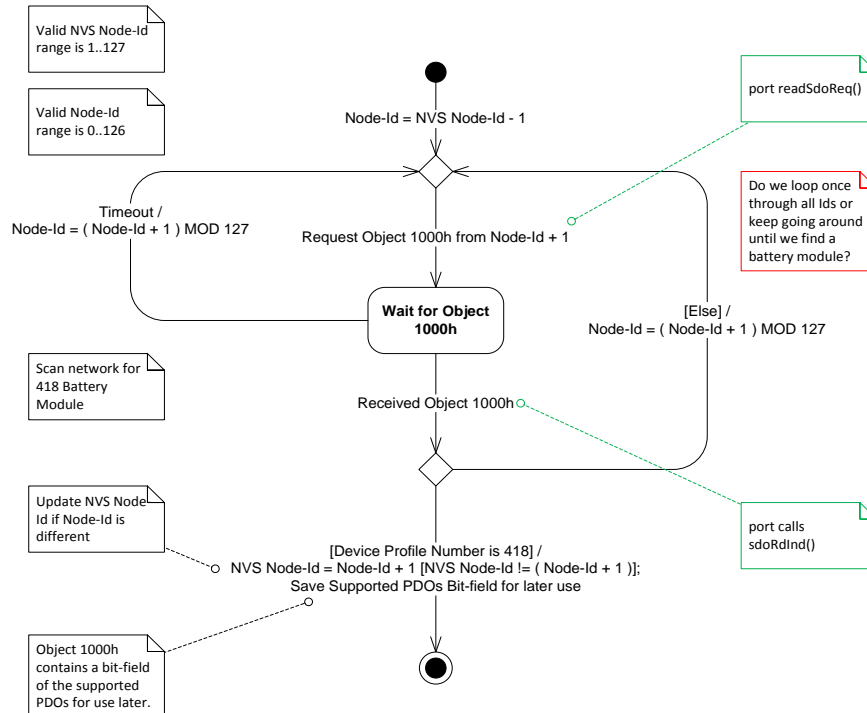 Valid NVS Node-Id
range is 1..127
Valid Node-Id
range is 0..126
Node-Id = NVS Node-Id - 1
port readSdoReq()
Timeout /
Node-Id = ( Node-Id + 1 ) MOD 127
Request Object 1000h from Node-Id + 1
Do we loop once
through all Ids or
keep going around
until we find a
battery module?
Wait for Object
1000h
[Else] /
Node-Id = ( Node-Id + 1 ) MOD 127
Scan network for
418 Battery
Module
Received Object 1000h
Update NVS Node
Id if Node-Id is
different
port calls
sdoRdInd()
[Device Profile Number is 418] /
NVS Node-Id = Node-Id + 1 [NVS Node-Id != ( Node-Id + 1 )];
Save Supported PDOs Bit-field for later use
Object 1000h
contains a bit-field
of the supported
PDOs for use later.